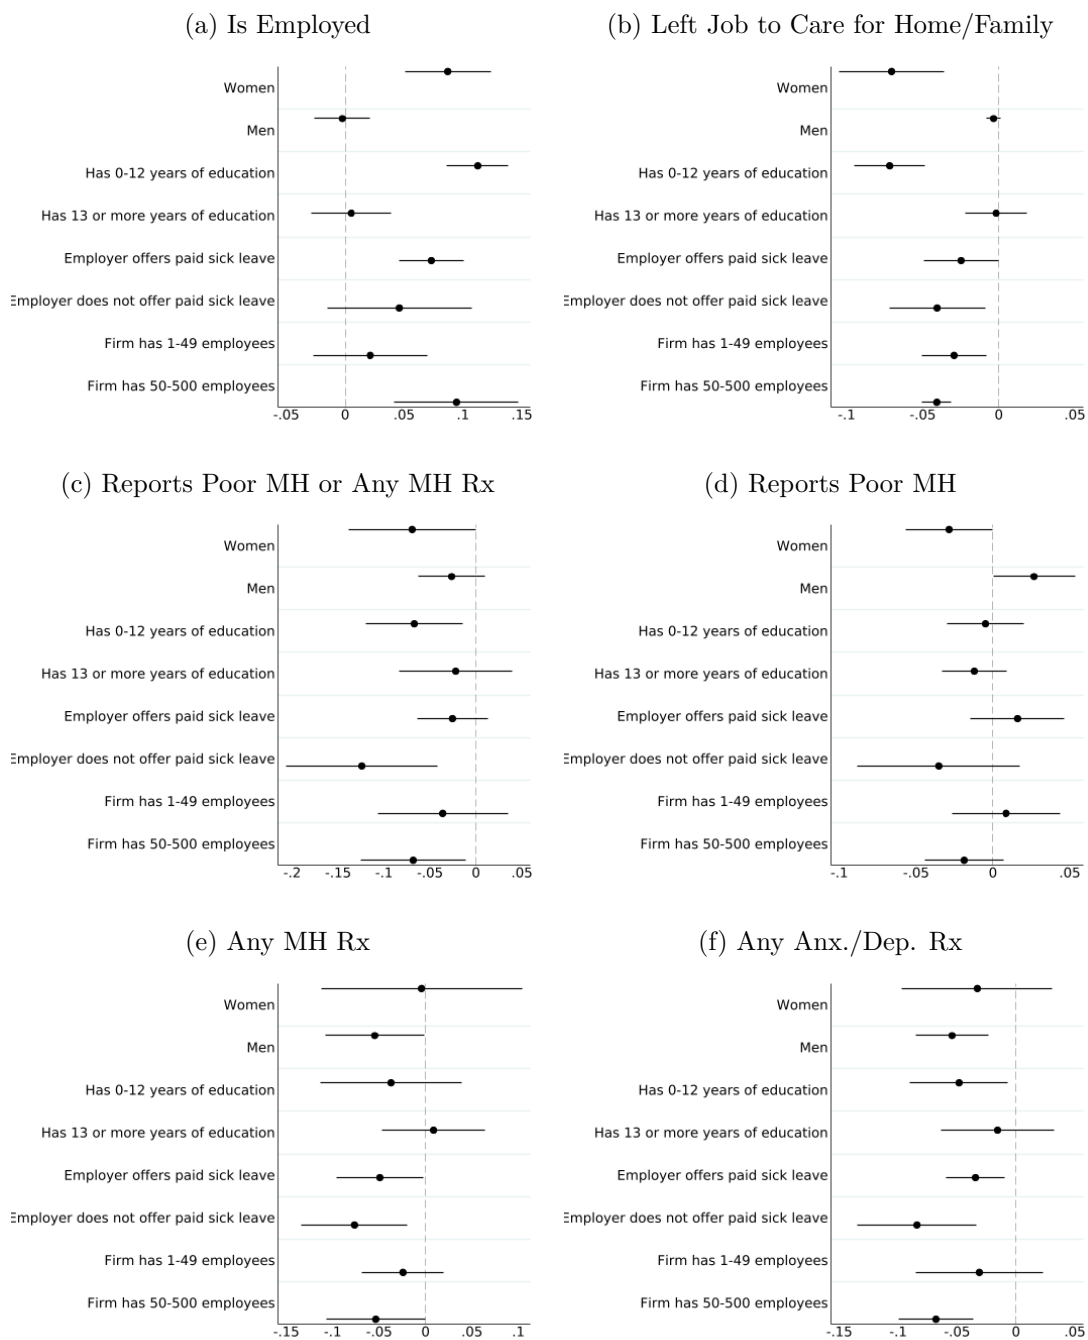 (a) Is Employed
Women
Men
Has 0-12 years of education
Has 13 or more years of education
Employer offers paid sick leave
Employer does not offer paid sick leave
Firm has 1-49 employees
Firm has 50-500 employees
-.05 0 .05 .1 .15
(b) Left Job to Care for Home/Family
Women
Men
Has 0-12 years of education
Has 13 or more years of education
Employer offers paid sick leave
Employer does not offer paid sick leave
Firm has 1-49 employees
Firm has 50-500 employees
-.1 -.05 0 .05
(c) Reports Poor MH or Any MH Rx
Women
Men
Has 0-12 years of education
Has 13 or more years of education
Employer offers paid sick leave
Employer does not offer paid sick leave
Firm has 1-49 employees
Firm has 50-500 employees
-.2 -.15 -.1 -.05 0 .05
(d) Reports Poor MH
Women
Men
Has 0-12 years of education
Has 13 or more years of education
Employer offers paid sick leave
Employer does not offer paid sick leave
Firm has 1-49 employees
Firm has 50-500 employees
-.1 -.05 0 .05
(e) Any MH Rx
Women
Men
Has 0-12 years of education
Has 13 or more years of education
Employer offers paid sick leave
Employer does not offer paid sick leave
Firm has 1-49 employees
Firm has 50-500 employees
-.15 -.1 -.05 0 .05 .1
(f) Any Anx./Dep. Rx
Women
Men
Has 0-12 years of education
Has 13 or more years of education
Employer offers paid sick leave
Employer does not offer paid sick leave
Firm has 1-49 employees
Firm has 50-500 employees
-.15 -.1 -.05 0 .05